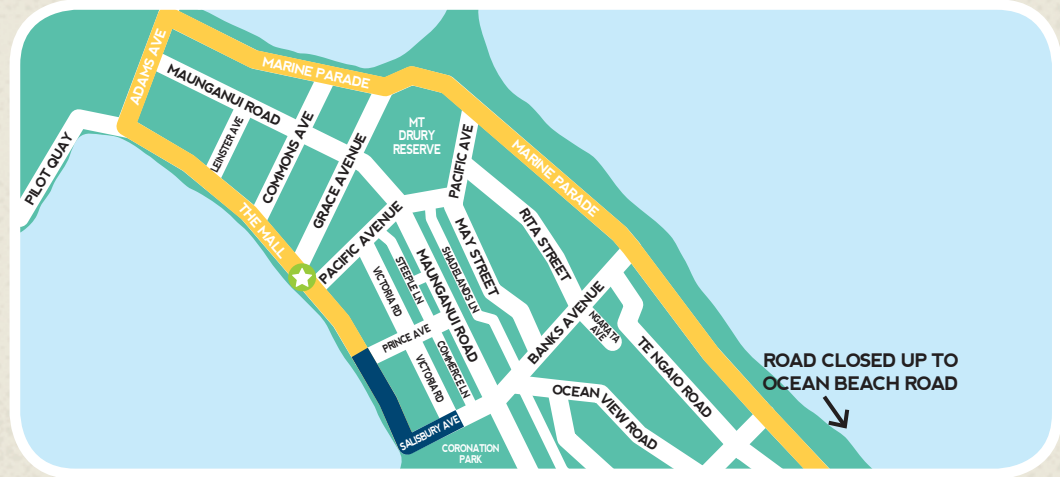 ADAMS AVE
MARINE PARADE
MAUNGANUI ROAD
PILOT QUAY
LEINSTER AVE
COMMONS AVE
GRACE AVENUE
MT
DRURY
RESERVE
PACIFIC AVE
MARINE PARADE
THE MALL
PACIFIC AVENUE
RITA STREET
MAY STREET
SHADELANDS LN
MAUNGANUI ROAD
STEEPLE LN
VICTORIA RD
PRINCE AVE
BANKS AVENUE
NGARATA
AVE
TE NGAIO ROAD
ROAD CLOSED UP TO
OCEAN BEACH ROAD
COMMERCE LN
VICTORIA RD
OCEAN VIEW ROAD
SALISBURY AVE
CORONATION
PARK